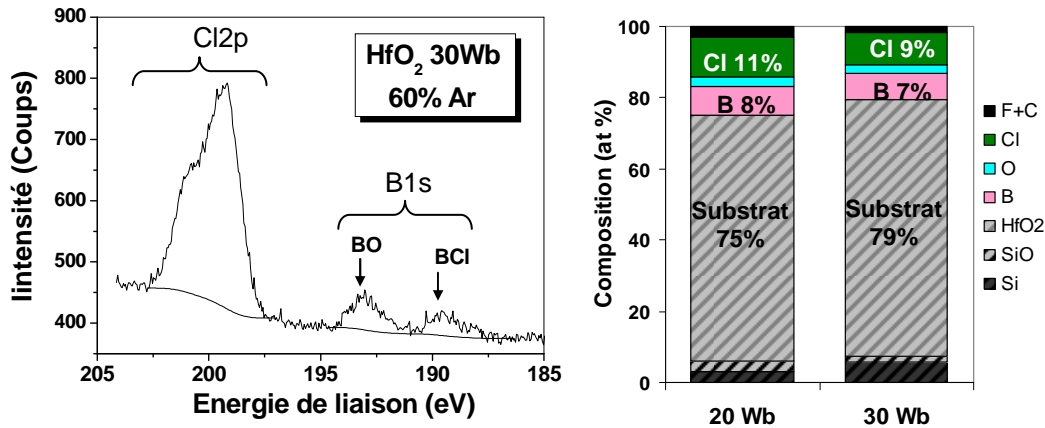 900
800
700
600
500
400
205
200
195
190
185
Iintensité (Coups)
Energie de liaison (eV)
Cl2p
HfO2 30Wb
60% Ar
B1s
BO
BCl
100
80
60
40
20
0
Composition (at %)
Cl 11%
B 8%
Substrat
75%
Cl 9%
B 7%
Substrat
79%
20 Wb
30 Wb
F+C
Cl
O
B
HfO2
SiO
Si